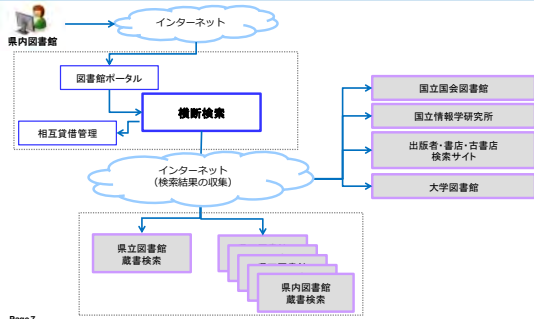 インターネット
県内図書館
図書館ポータル
横断検索
相互貸借管理
国立国会図書館
国立情報学研究所
出版者・書店・古書店
検索サイト
大学図書館
インターネット
（検索結果の収集）
県立図書館
蔵書検索
県内図書館
蔵書検索
Page 7